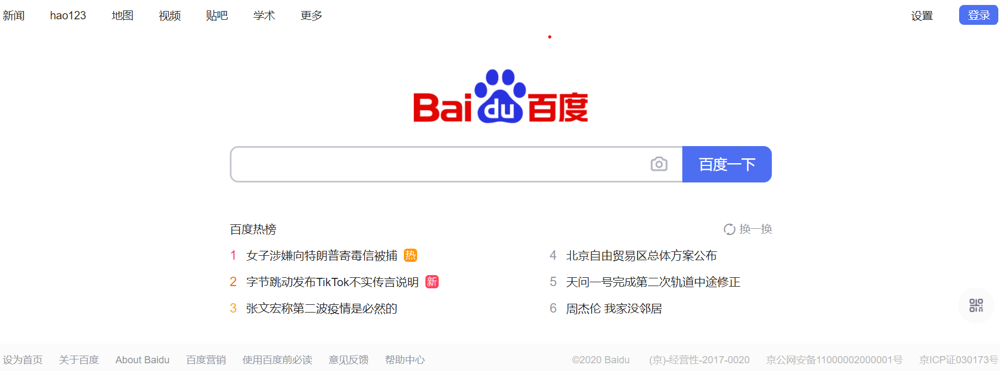 新闻 hao123 地图 视频 贴吧 学术 更多 设置 登录
Baidu百度
百度一下
百度热榜 换一换
1 女子涉嫌向特朗普寄毒信被捕 热
2 字节跳动发布TikTok不实传言说明 新
3 张文宏称第二波疫情是必然的
4 北京自由贸易区总体方案公布
5 天问一号完成第二次轨道中途修正
6 周杰伦 我家没邻居
设为首页 关于百度 About Baidu 百度营销 使用百度前必读 意见反馈 帮助中心 ©2020 Baidu (京)-经营性-2017-0020 京公网安备11000002000001号 京ICP证030173号